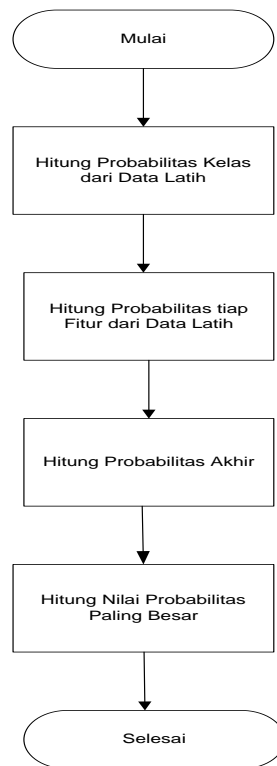 Mulai
Hitung Probabilitas Kelas
dari Data Latih
Hitung Probabilitas tiap
Fitur dari Data Latih
Hitung Probabilitas Akhir
Hitung Nilai Probabilitas
Paling Besar
Selesai